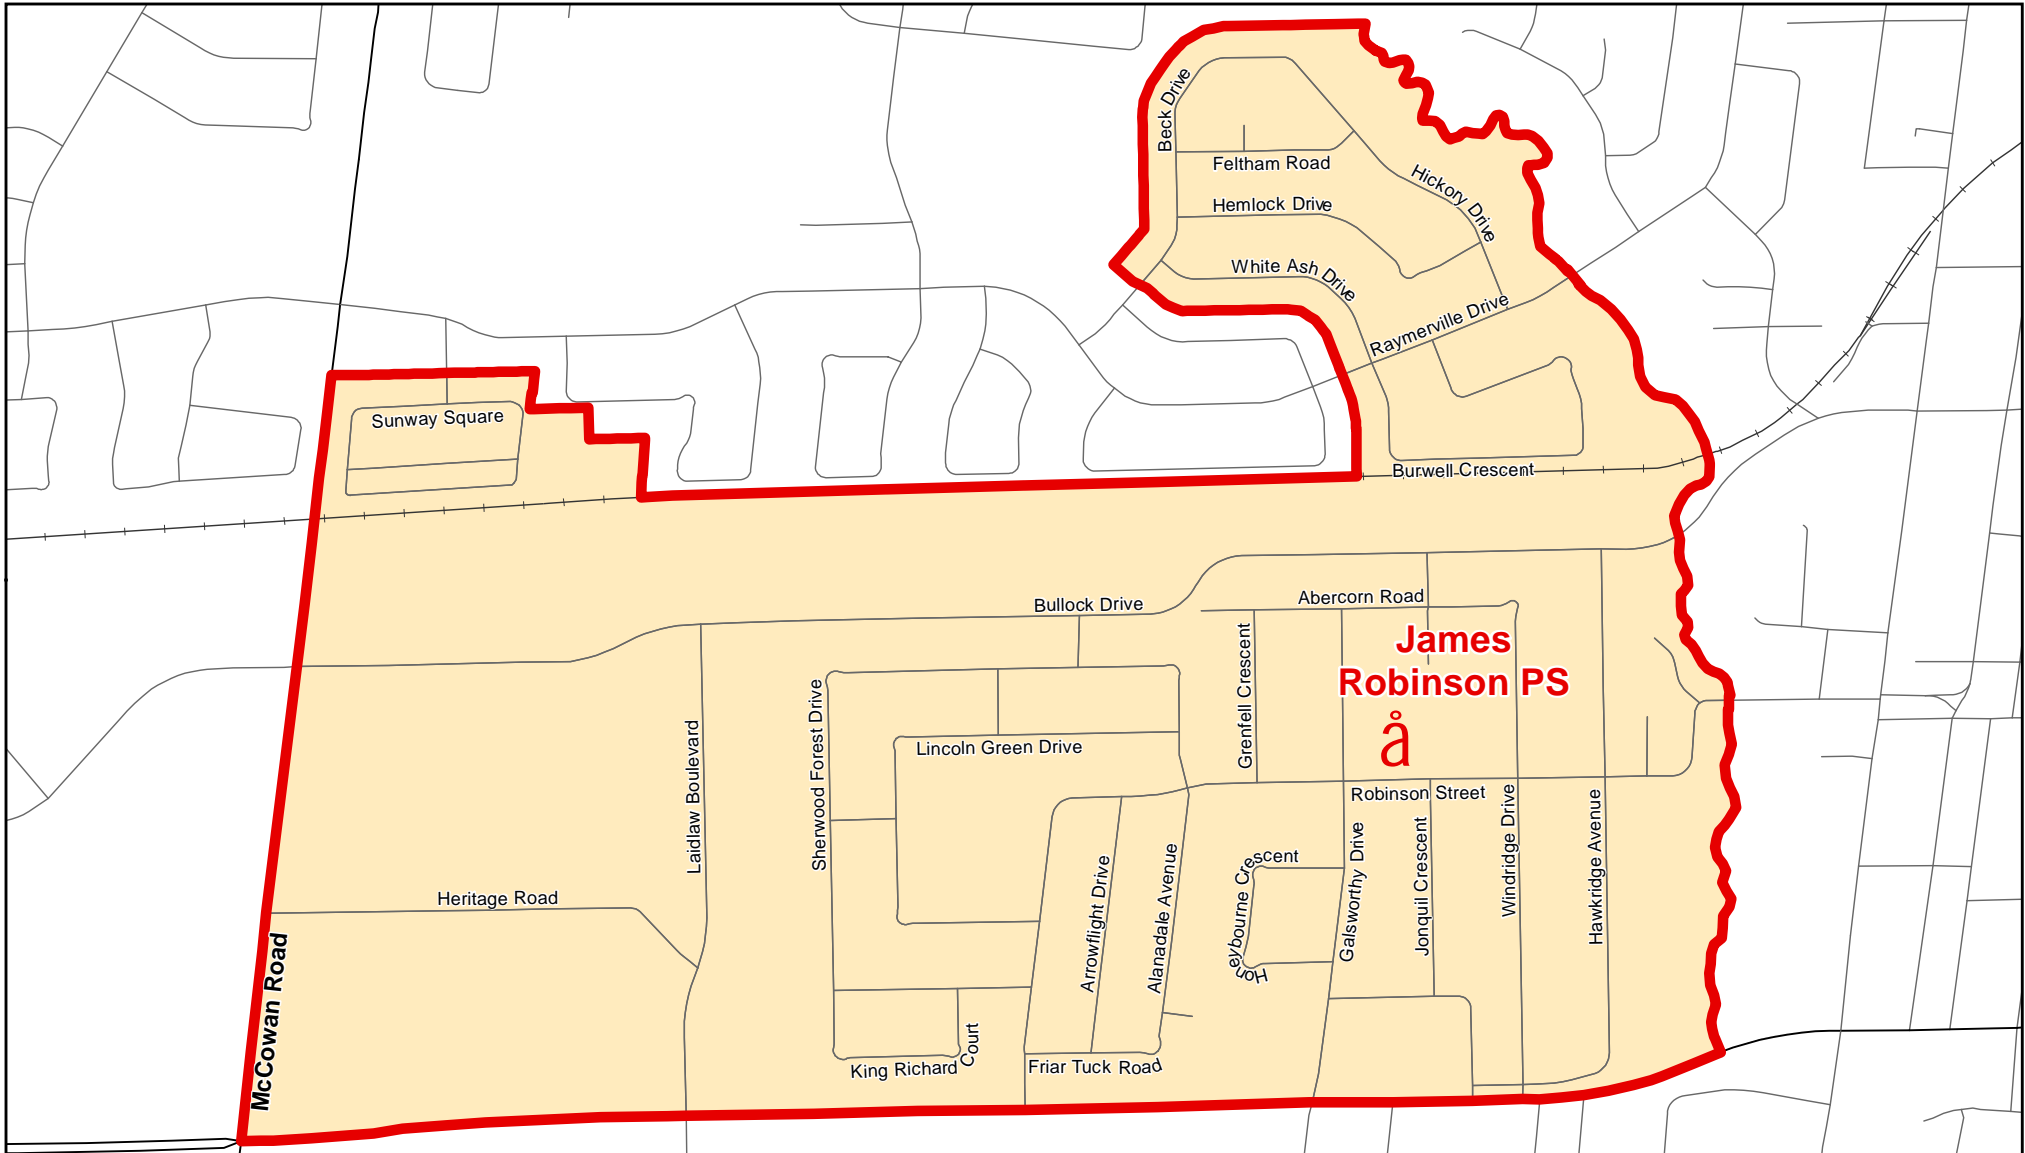 Beck Drive
Feltham Road
Hickory Drive
Hemlock Drive
White Ash Drive
Raymerville Drive
Sunway Square
Burwell Crescent
Bullock Drive
Abercorn Road
James
Robinson PS
å
Grenfell Crescent
Sherwood Forest Drive
Laidlaw Boulevard
Lincoln Green Drive
Robinson Street
Windridge Drive
Hawkridge Avenue
Galsworthy Drive
Jonquil Crescent
Honeybourne Crescent
Arrowflight Drive
Alanadale Avenue
Heritage Road
McCowan Road
King Richard Court
Friar Tuck Road